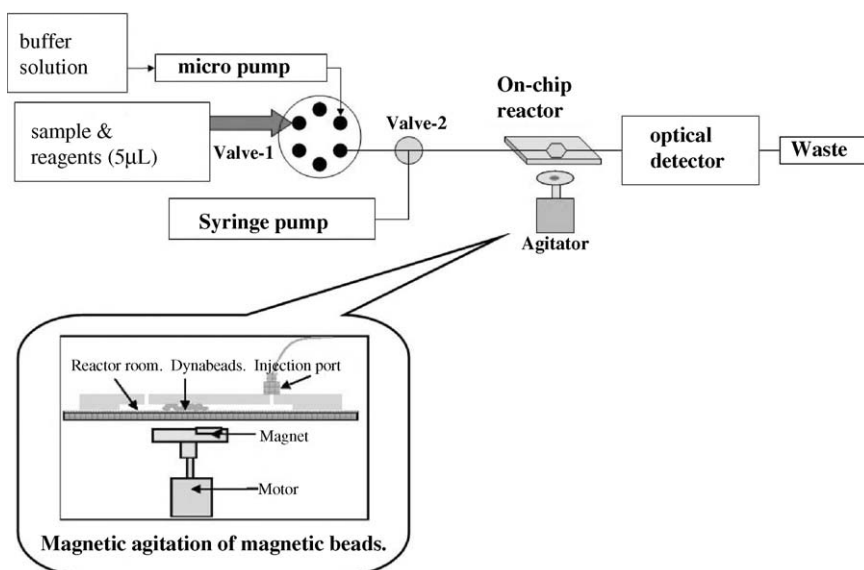 buffer
solution
micro pump
sample &
reagents (5µL)
Valve-1
Valve-2
Syringe pump
On-chip
reactor
Agitator
optical
detector
Waste
Reactor room. Dynabeads. Injection port
Magnet
Motor
Magnetic agitation of magnetic beads.